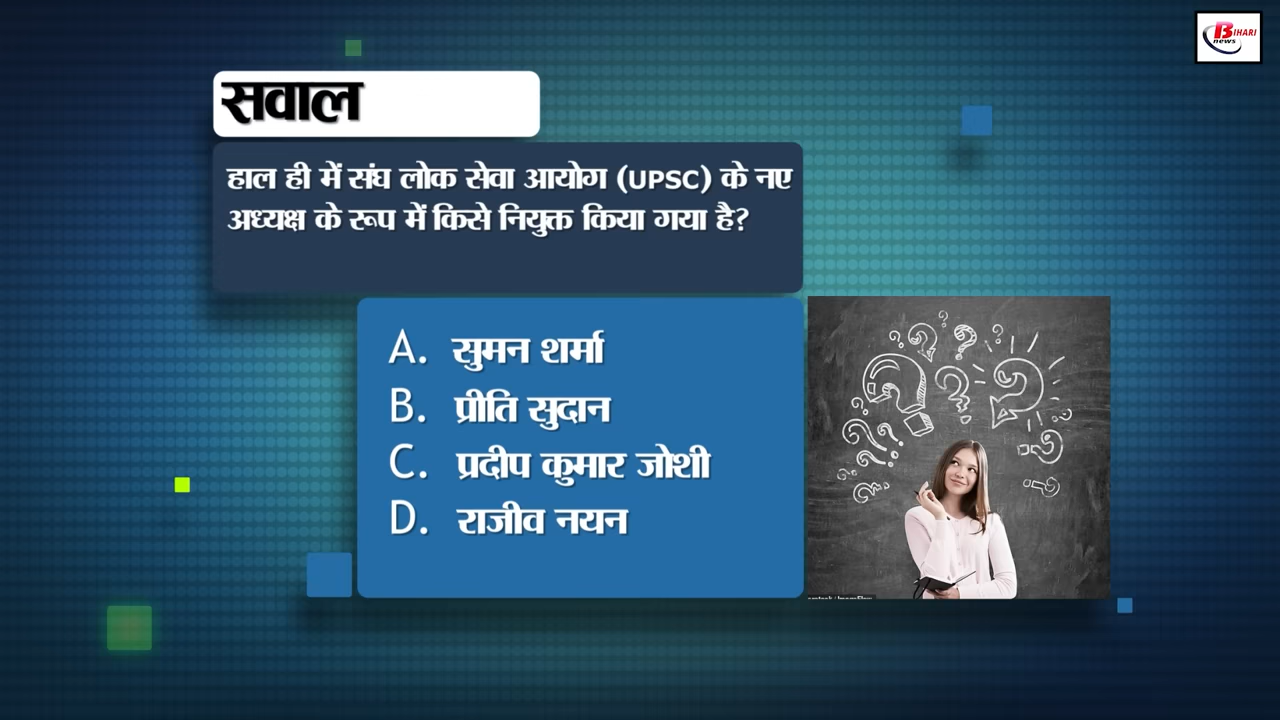 BIHARI
news
सवाल
हाल ही में संघ लोक सेवा आयोग (UPSC) के नए
अध्यक्ष के रूप में किसे नियुक्त किया गया है?
A. सुमन शर्मा
B. प्रीति सुदान
C. प्रदीप कुमार जोशी
D. राजीव नयन